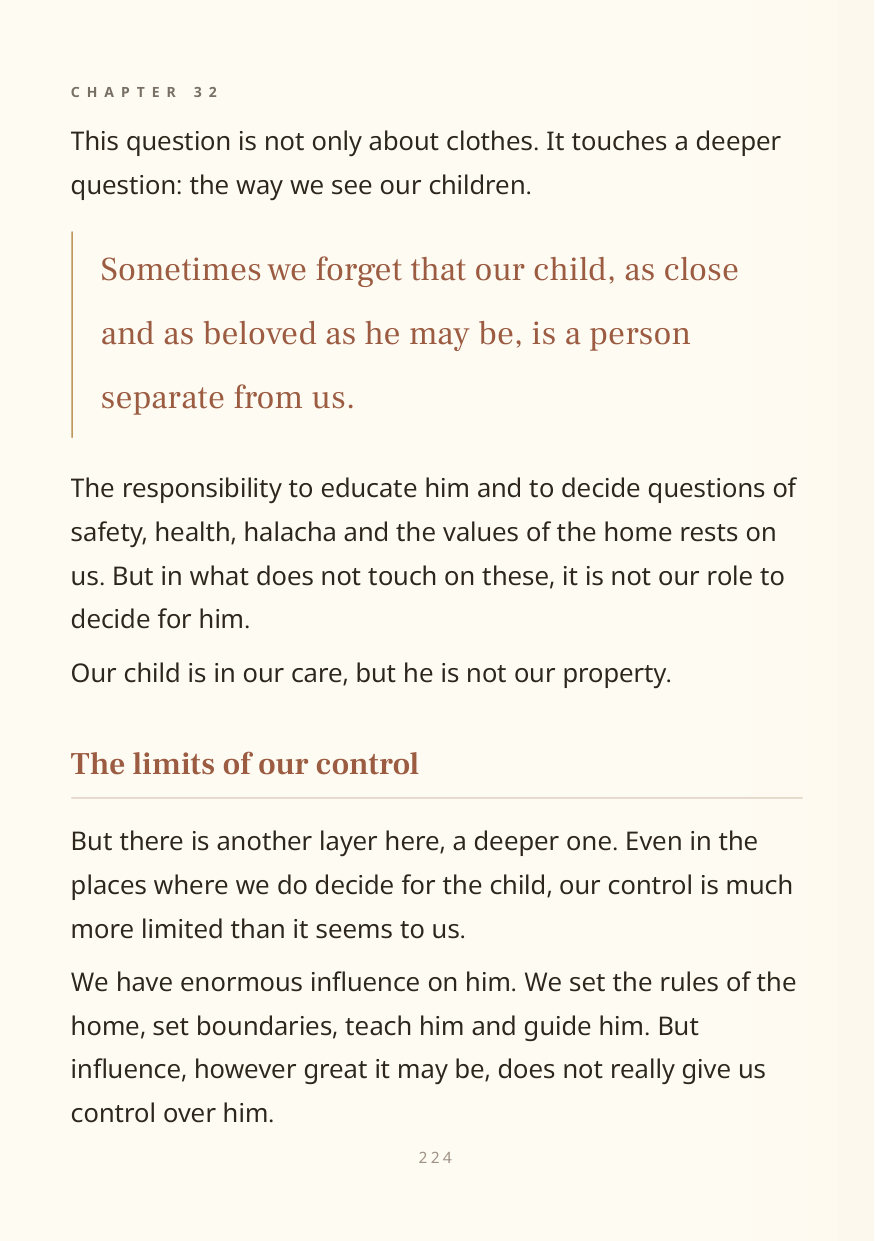 CHAPTER 32
This question is not only about clothes. It touches a deeper
question: the way we see our children.
Sometimes we forget that our child, as close
and as beloved as he may be, is a person
separate from us.
The responsibility to educate him and to decide questions of
safety, health, halacha and the values of the home rests on
us. But in what does not touch on these, it is not our role to
decide for him.
Our child is in our care, but he is not our property.
The limits of our control
But there is another layer here, a deeper one. Even in the
places where we do decide for the child, our control is much
more limited than it seems to us.
We have enormous influence on him. We set the rules of the
home, set boundaries, teach him and guide him. But
influence, however great it may be, does not really give us
control over him.
224